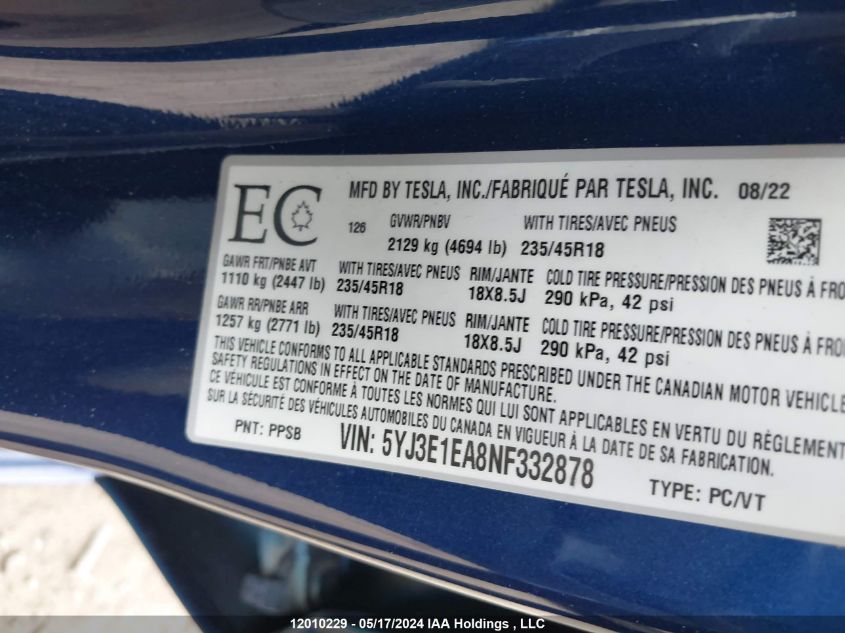 EC
MFD BY TESLA, INC./FABRIQUÉ PAR TESLA, INC. 08/22
126 GVWR/PNBV WITH TIRES/AVEC PNEUS
2129 kg (4694 lb) 235/45R18
GAWR FRT/PNBE AVT WITH TIRES/AVEC PNEUS RIM/JANTE COLD TIRE PRESSURE/PRESSION DES PNEUS À FRO
1110 kg (2447 lb) 235/45R18 18X8.5J 290 kPa, 42 psi
GAWR RR/PNBE ARR WITH TIRES/AVEC PNEUS RIM/JANTE COLD TIRE PRESSURE/PRESSION DES PNEUS À FRO
1257 kg (2771 lb) 235/45R18 18X8.5J 290 kPa, 42 psi
THIS VEHICLE CONFORMS TO ALL APPLICABLE STANDARDS PRESCRIBED UNDER THE CANADIAN MOTOR VEHICLE
SAFETY REGULATIONS IN EFFECT ON THE DATE OF MANUFACTURE.
CE VÉHICULE EST CONFORME À TOUTES LES NORMES QUI LUI SONT APPLICABLES EN VERTU
SUR LA SÉCURITÉ DES VÉHICULES AUTOMOBILES DU CANADA EN VIGUEUR À LA DATE DE SA FABRICATION.
PNT: PPSB VIN: 5YJ3E1EA8NF332878 TYPE: PC/VT
12010229 - 05/17/2024 IAA Holdings , LLC